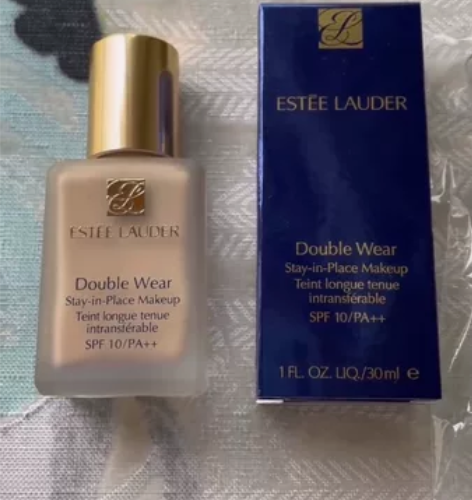 ESTĒE LAUDER
Double Wear
Stay-in-Place Makeup
Teint longue tenue
intransférable
SPF 10/PA++
ESTĒE LAUDER
Double Wear
Stay-in-Place Makeup
Teint longue tenue
intransférable
SPF 10/PA++
1 FL. OZ. LIQ./30ml e